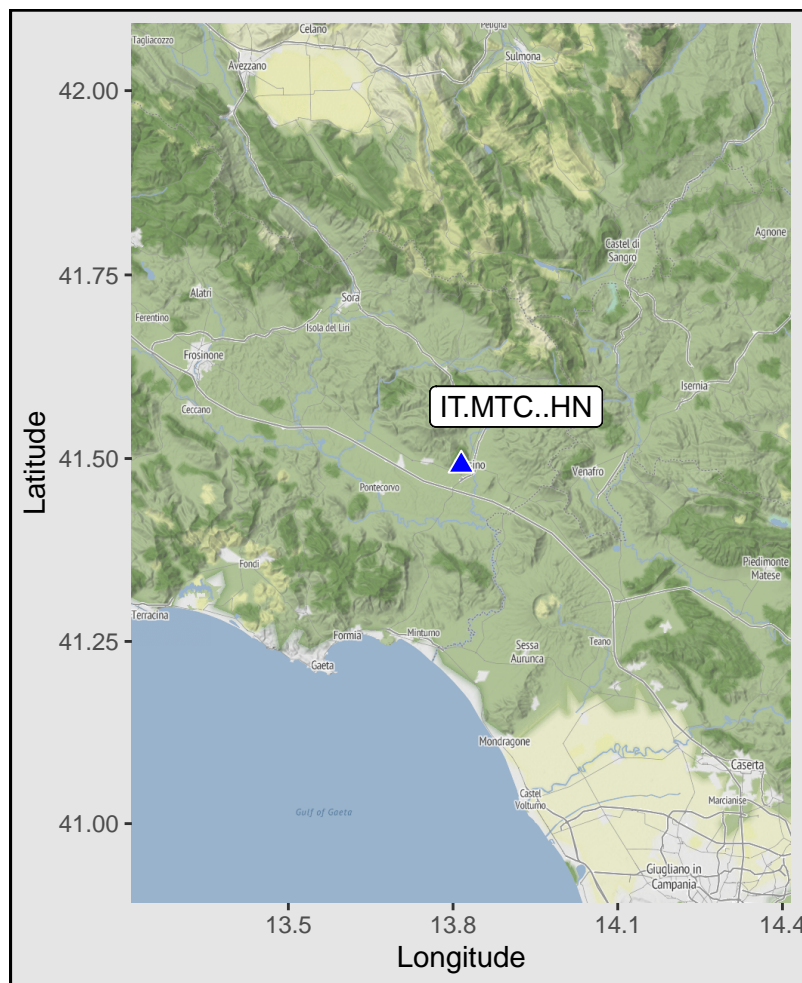 Celano
Peligna
Tagliacozzo
Sulmona
Avezzano
42.00
Agnone
Castel di
Sangro
41.75
Alatri
Sora
Ferentino
Isola del Liri
Frosinone
Isernia
IT.MTC..HN
Ceccano
Latitude
41.50
ino
Venafro
Pontecorvo
Fondi
Piedimonte
Matese
Terracina
41.25
Formia
Minturno
Sessa
Aurunca
Teano
Gaeta
Mondragone
Caserta
Castel
Volturno
Marcianise
41.00
Gulf of Gaeta
Giugliano in
Campania
13.5
13.8
14.1
14.4
Longitude